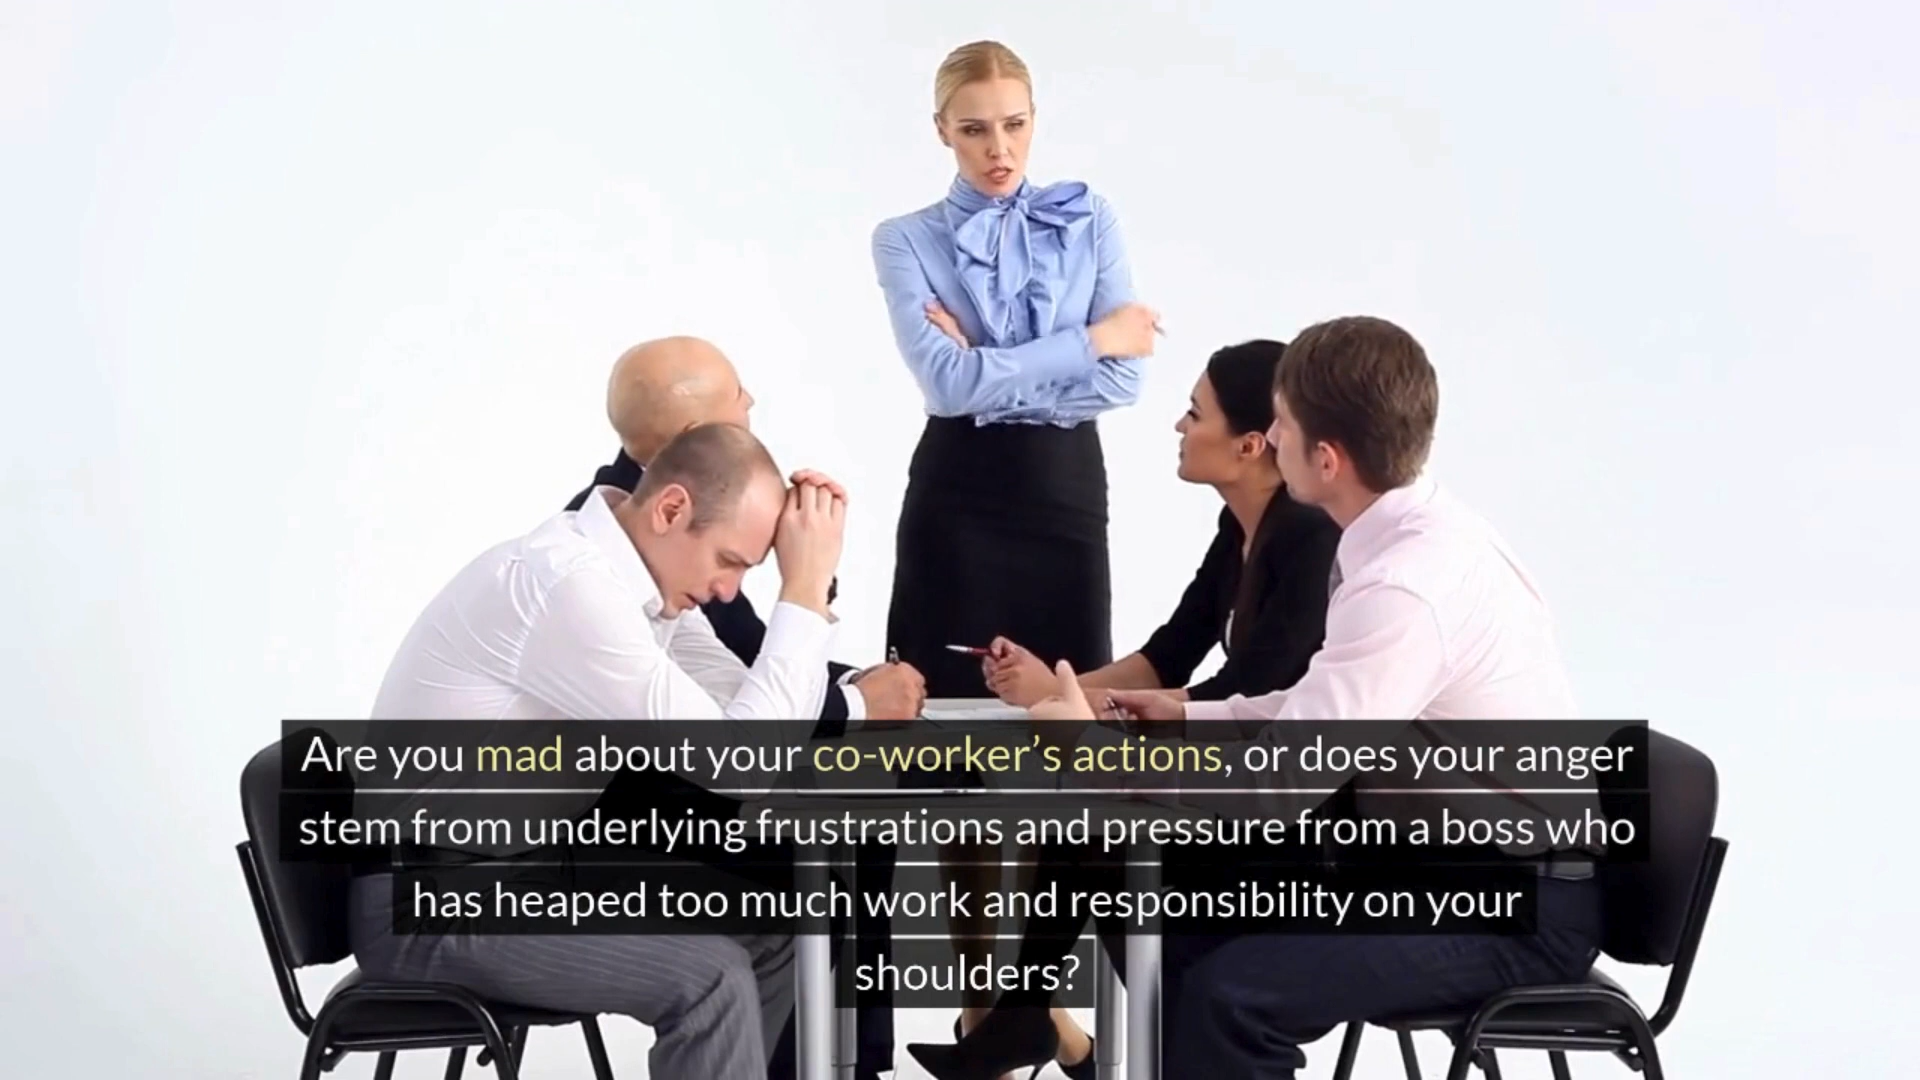 Are you mad about your co-worker’s actions, or does your anger
stem from underlying frustrations and pressure from a boss who
has heaped too much work and responsibility on your
shoulders?